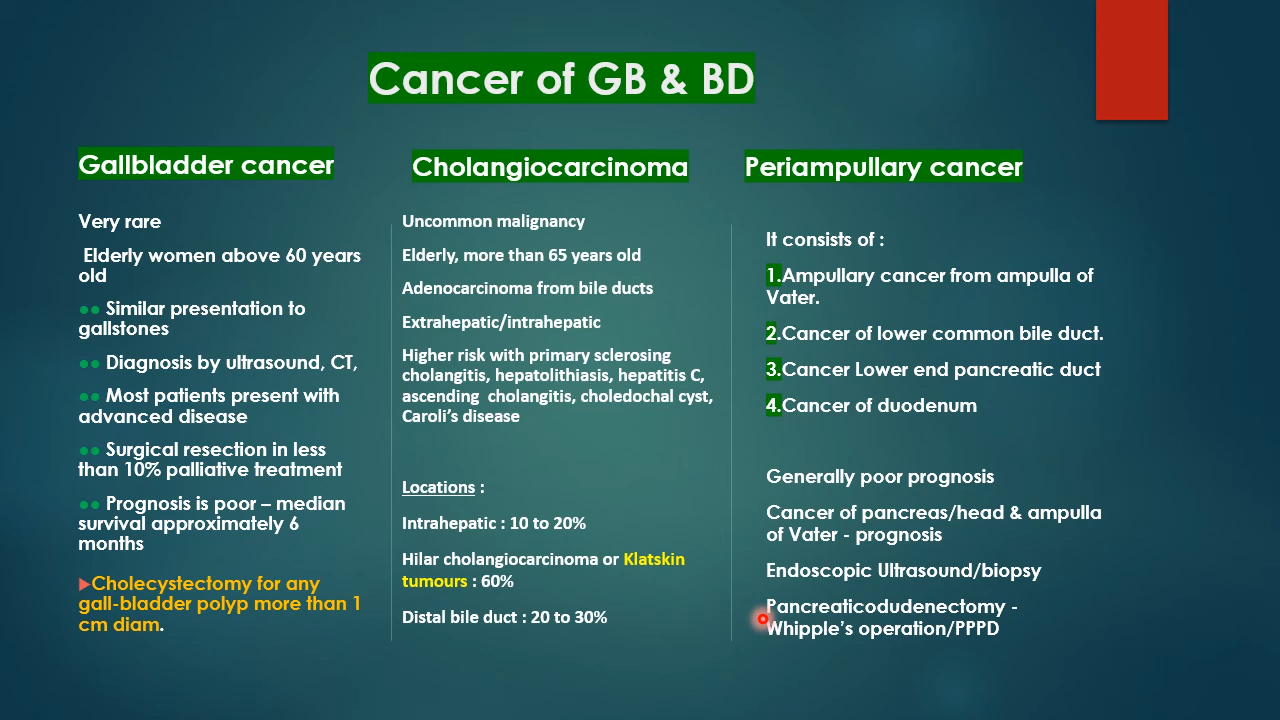 Cancer of GB & BD
Gallbladder cancer
Very rare
Elderly women above 60 years
old
●● Similar presentation to
gallstones
●● Diagnosis by ultrasound, CT,
●● Most patients present with
advanced disease
●● Surgical resection in less
than 10% palliative treatment
●● Prognosis is poor – median
survival approximately 6
months
▶Cholecystectomy for any
gall-bladder polyp more than 1
cm diam.
Cholangiocarcinoma
Uncommon malignancy
Elderly, more than 65 years old
Adenocarcinoma from bile ducts
Extrahepatic/intrahepatic
Higher risk with primary sclerosing
cholangitis, hepatolithiasis, hepatitis C,
ascending cholangitis, choledochal cyst,
Caroli's disease
Locations :
Intrahepatic : 10 to 20%
Hilar cholangiocarcinoma or Klatskin
tumours : 60%
Distal bile duct : 20 to 30%
Periampullary cancer
It consists of :
1.Ampullary cancer from ampulla of
Vater.
2.Cancer of lower common bile duct.
3.Cancer Lower end pancreatic duct
4.Cancer of duodenum
Generally poor prognosis
Cancer of pancreas/head & ampulla
of Vater - prognosis
Endoscopic Ultrasound/biopsy
Pancreaticodudenectomy -
Whipple's operation/PPPD